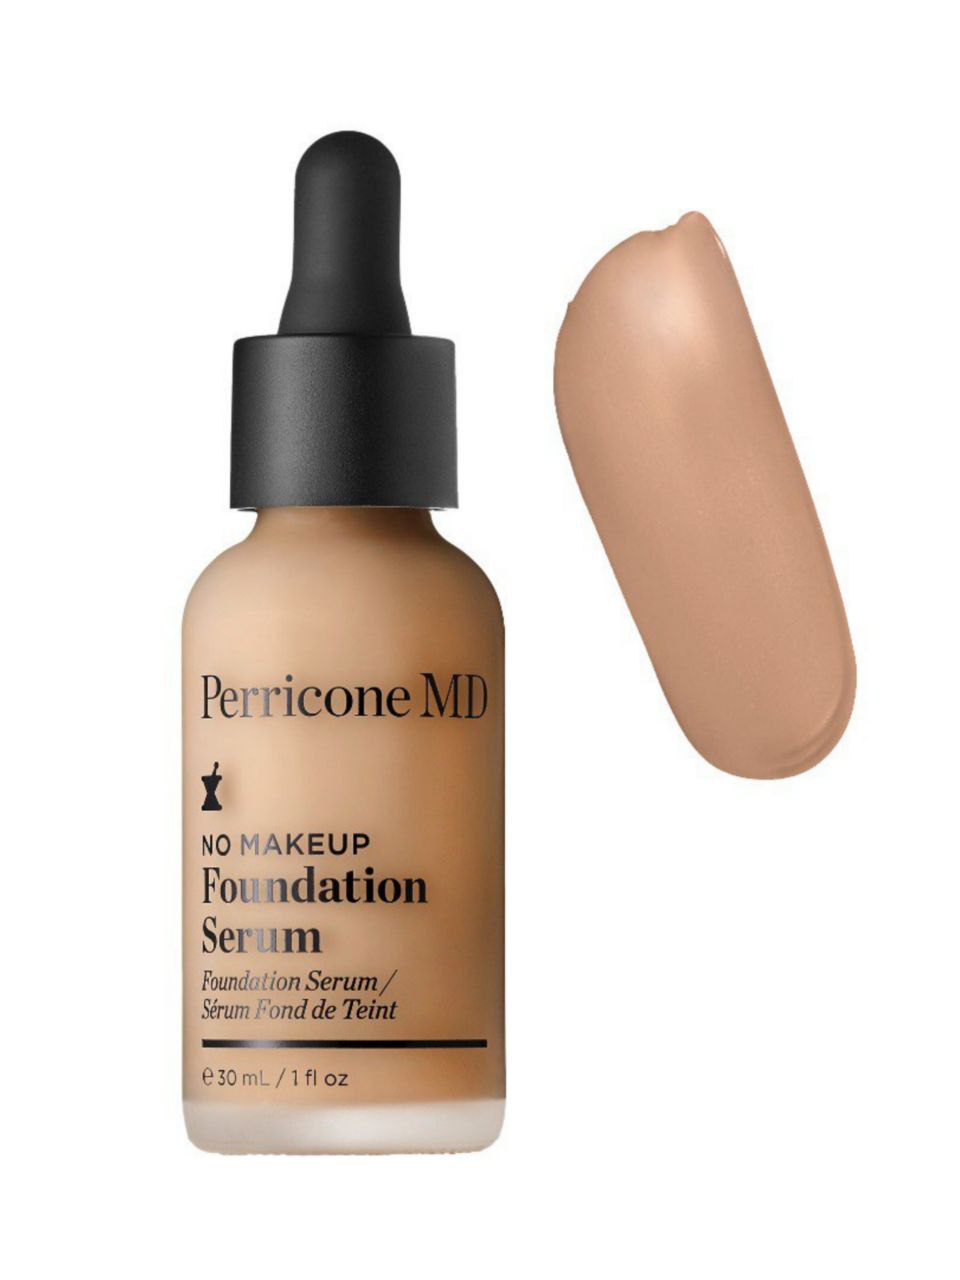 Perricone MD
NO MAKEUP
Foundation
Serum
Foundation Serum /
Sérum Fond de Teint
℮ 30 mL / 1 fl oz